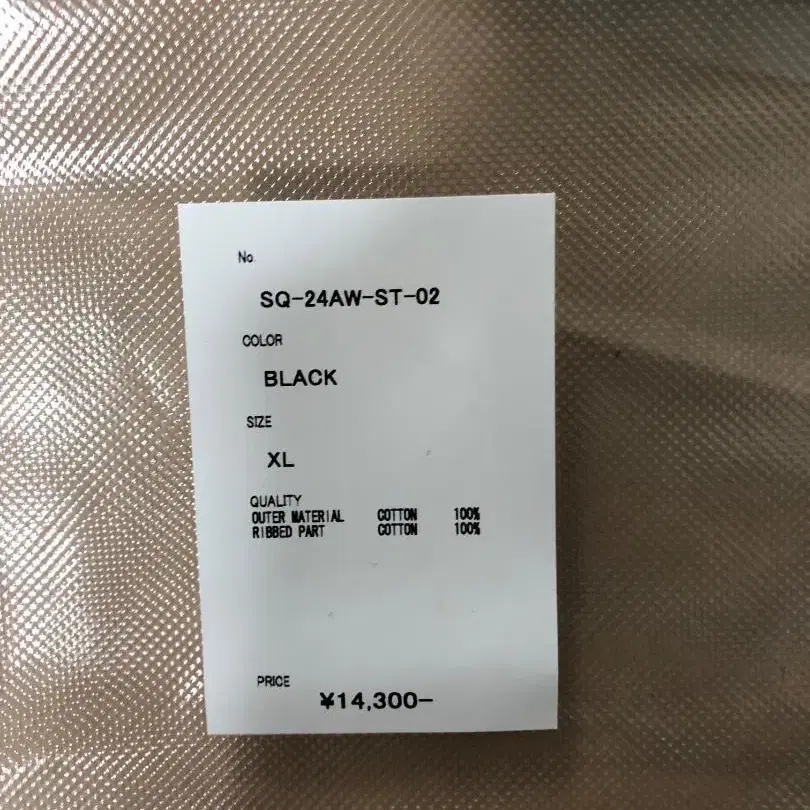 No.
SQ-24AW-ST-02
COLOR
BLACK
SIZE
XL
QUALITY
OUTER MATERIAL COTTON 100%
RIBBED PART COTTON 100%
PRICE
¥14,300-